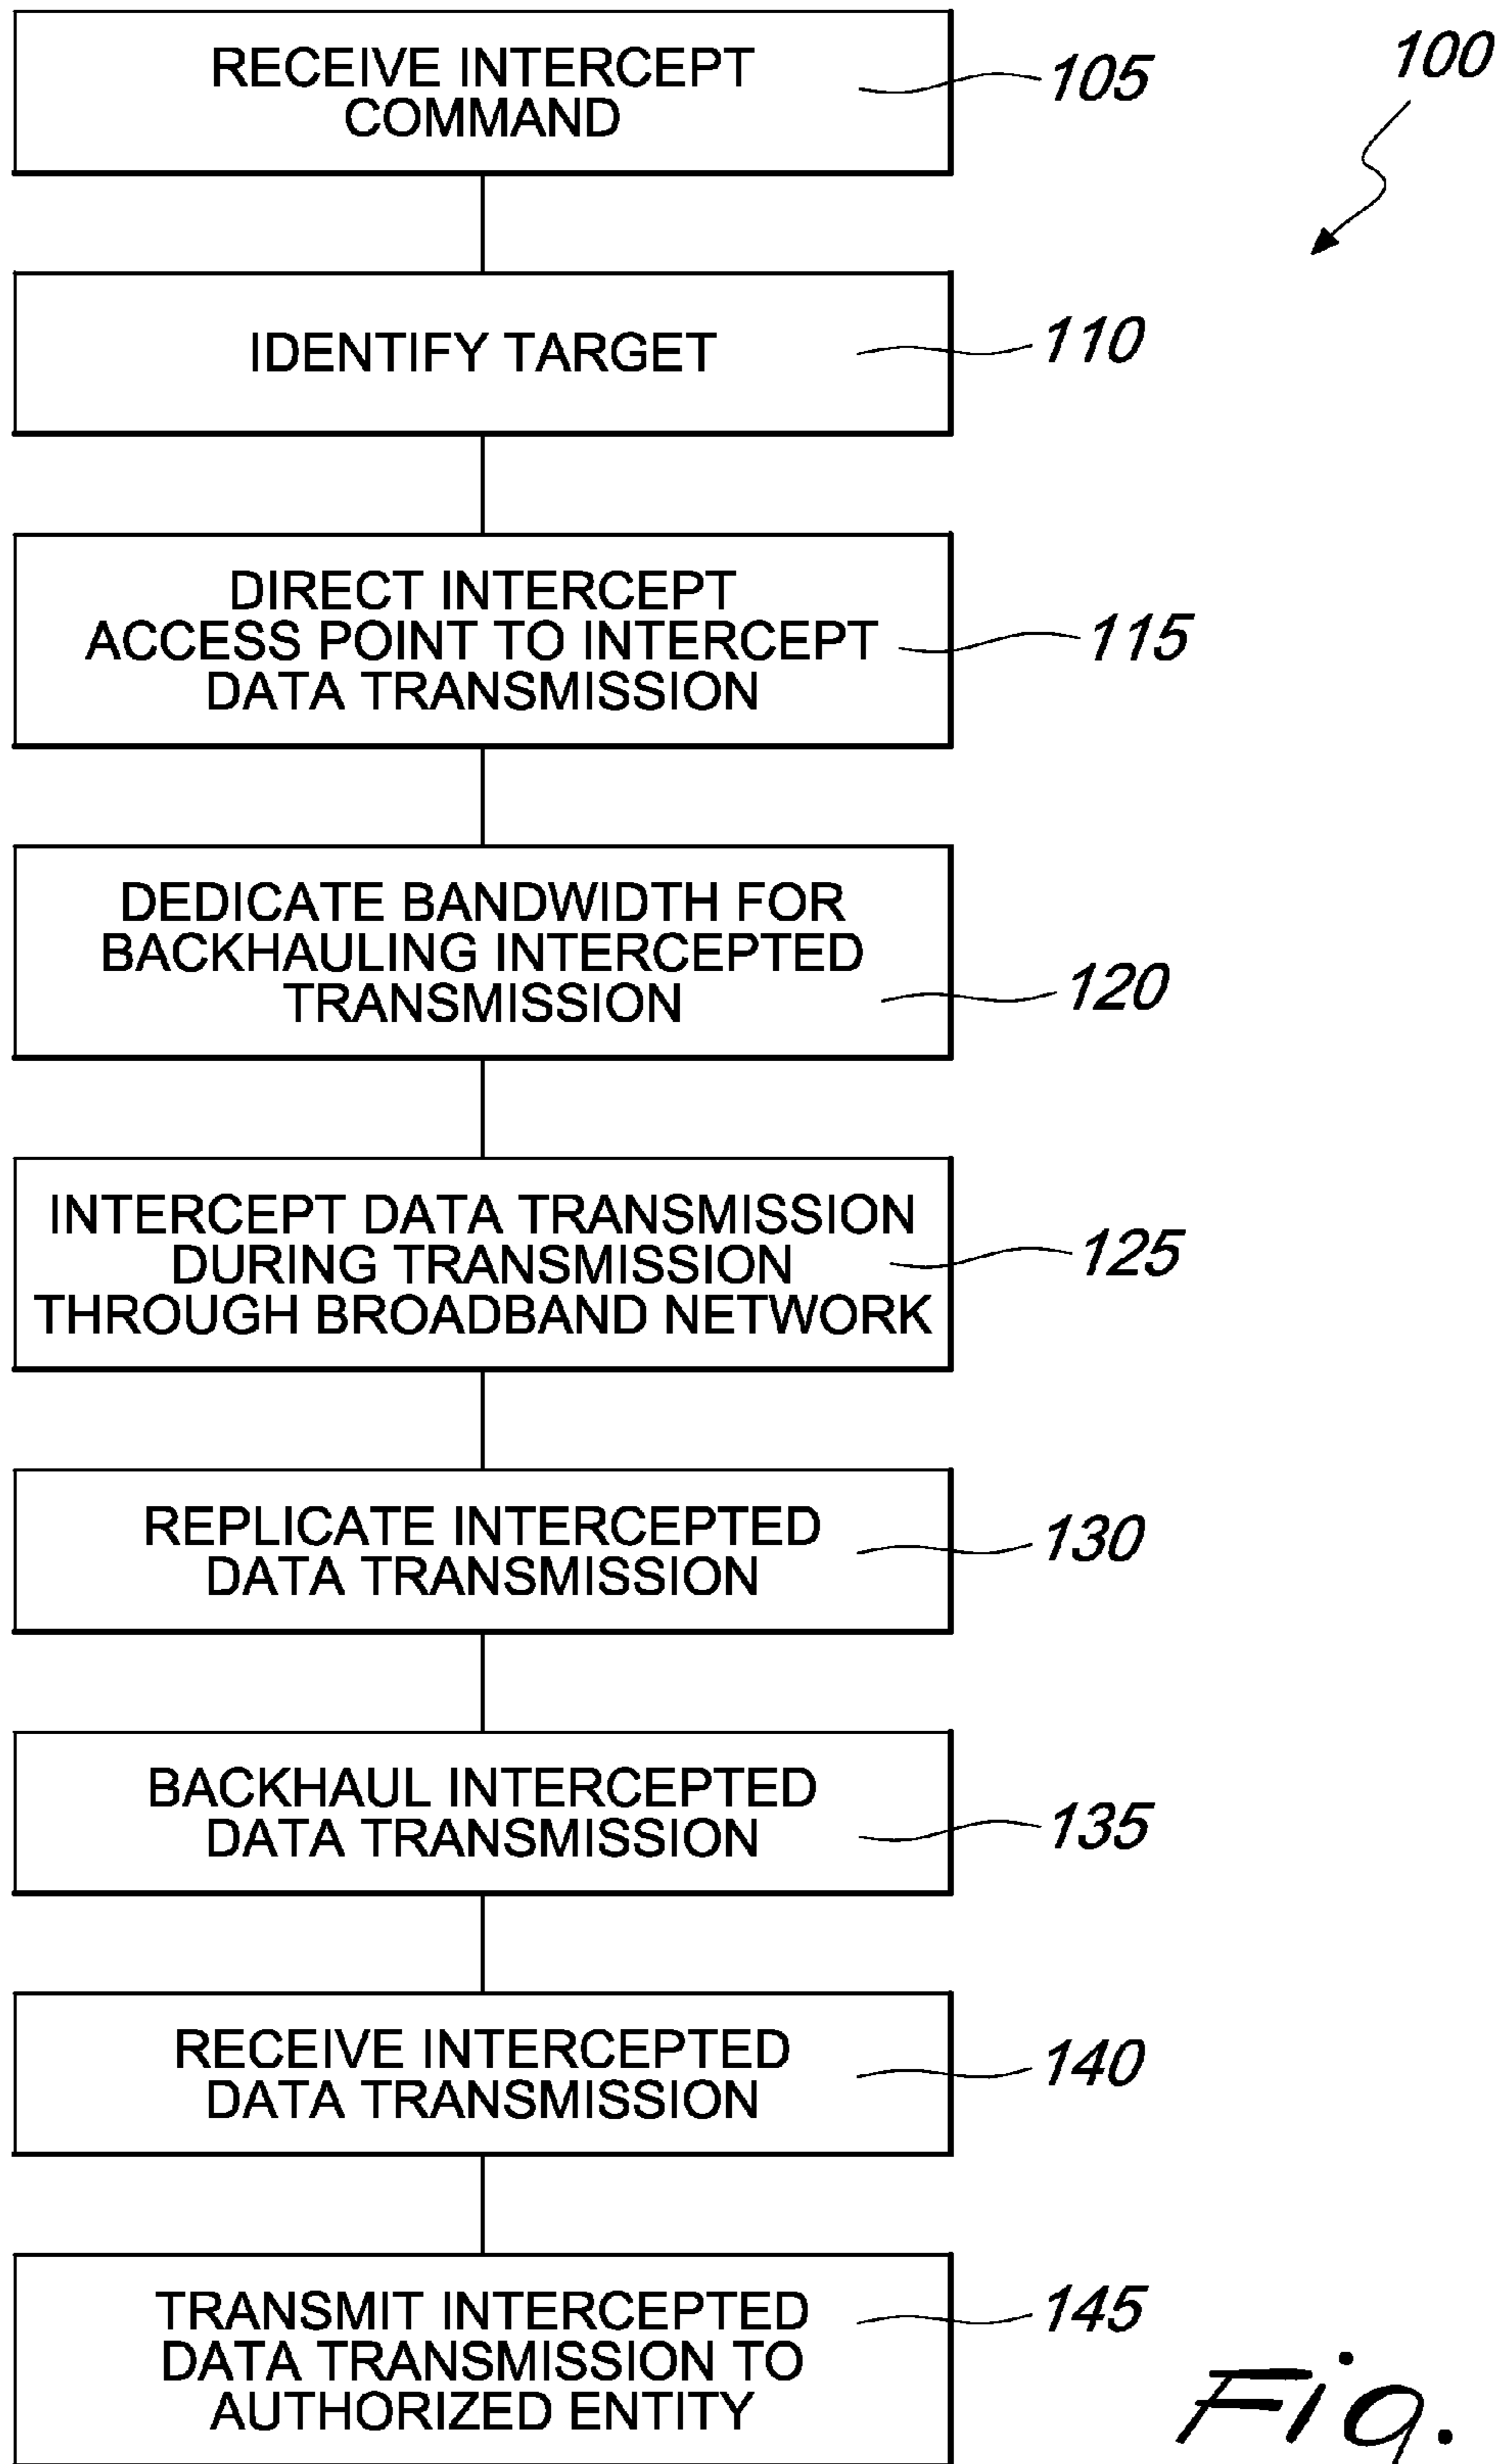 RECEIVE INTERCEPT
COMMAND
105
100
IDENTIFY TARGET
110
DIRECT INTERCEPT
ACCESS POINT TO INTERCEPT
DATA TRANSMISSION
115
DEDICATE BANDWIDTH FOR
BACKHAULING INTERCEPTED
TRANSMISSION
120
INTERCEPT DATA TRANSMISSION
DURING TRANSMISSION
THROUGH BROADBAND NETWORK
125
REPLICATE INTERCEPTED
DATA TRANSMISSION
130
BACKHAUL INTERCEPTED
DATA TRANSMISSION
135
RECEIVE INTERCEPTED
DATA TRANSMISSION
140
TRANSMIT INTERCEPTED
DATA TRANSMISSION TO
AUTHORIZED ENTITY
145
Fig.